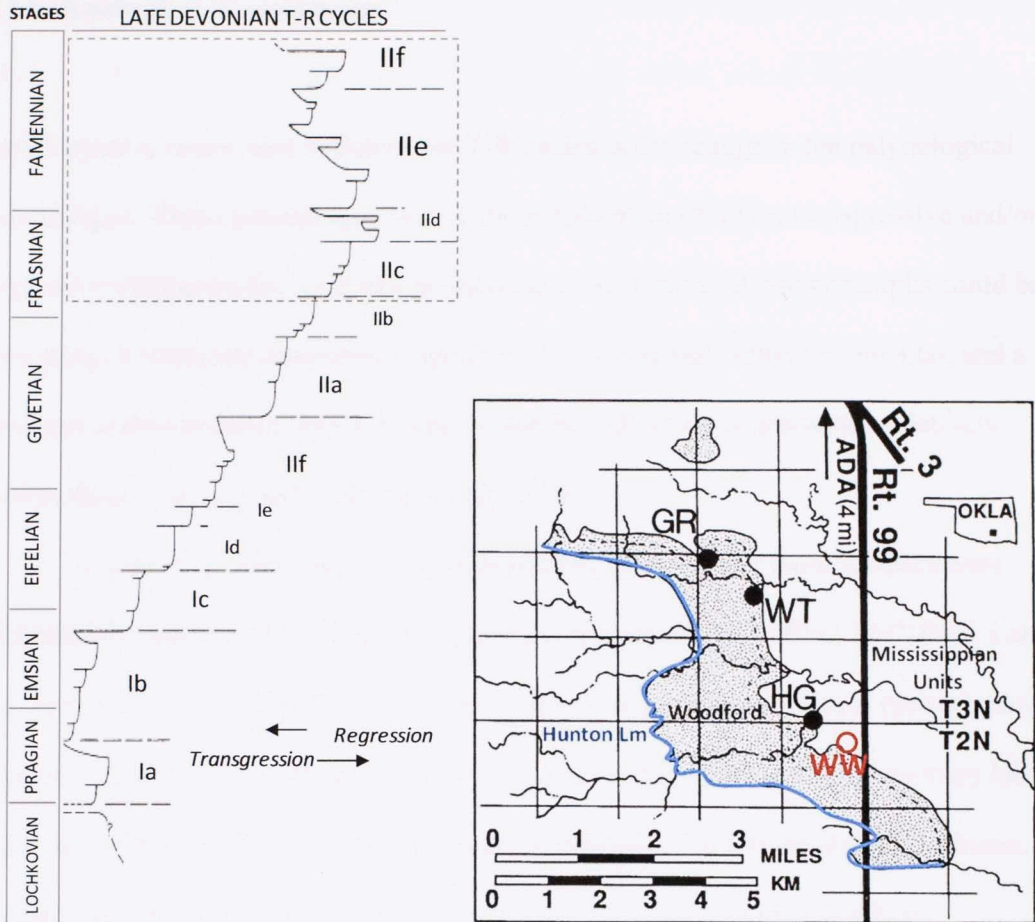 STAGES
LATE DEVONIAN T-R CYCLES
FAMENNIAN
FRASNIAN
GIVETIAN
EIFELIAN
EMSIAN
PRAGIAN
LOCHKOVIAN
IIf
IIe
IId
IIc
IIb
IIa
IIf
Ie
Id
Ic
Ib
Ia
Regression
Transgression
Rt. 3
ADA (4 mi)
Rt. 99
OKLA
GR
WT
HG
WW
Mississippian
Units
T3N
T2N
Woodford
Hunton Lm
0 1 2 3 MILES
0 1 2 3 4 5 KM